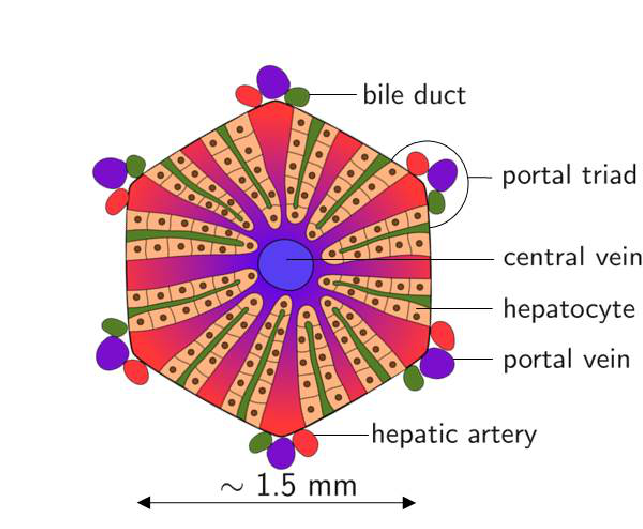 bile duct
portal triad
central vein
hepatocyte
portal vein
hepatic artery
~ 1.5 mm